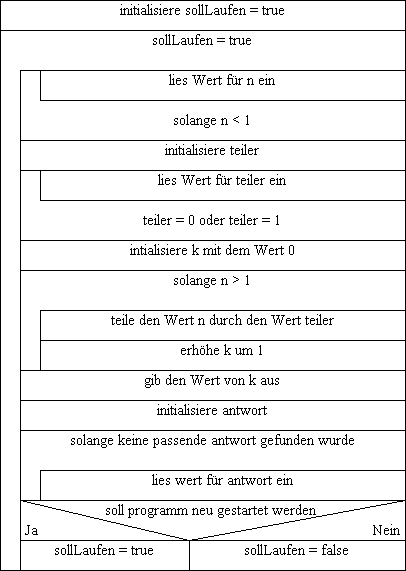 initialisiere sollLaufen = true
sollLaufen = true
lies Wert für n ein
solange n < 1
initialisiere teiler
lies Wert für teiler ein
teiler = 0 oder teiler = 1
intialisiere k mit dem Wert 0
solange n > 1
teile den Wert n durch den Wert teiler
erhöhe k um 1
gib den Wert von k aus
initialisiere antwort
solange keine passende antwort gefunden wurde
lies wert für antwort ein
soll programm neu gestartet werden
Ja Nein
sollLaufen = true sollLaufen = false